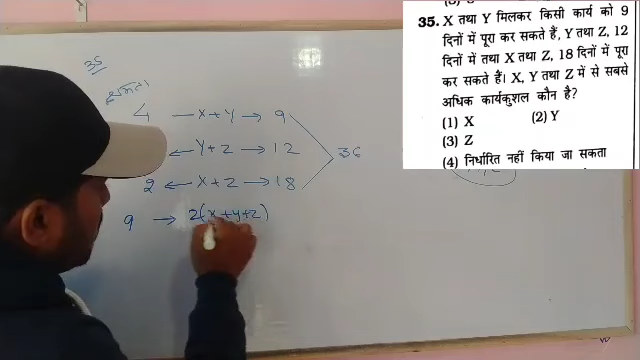 35. X तथा Y मिलकर किसी कार्य को 9
दिनों में पूरा कर सकते हैं, Y तथा Z, 12
दिनों में तथा X तथा Z, 18 दिनों में पूरा
कर सकते हैं। X, Y तथा Z में से सबसे
अधिक कार्यकुशल कौन है?
(1) X (2) Y
(3) Z
(4) निर्धारित नहीं किया जा सकता
35
4 — X+Y → 9
← Y+Z → 12
36
2 ← X+Z → 18
9 → 2(x+y+z)